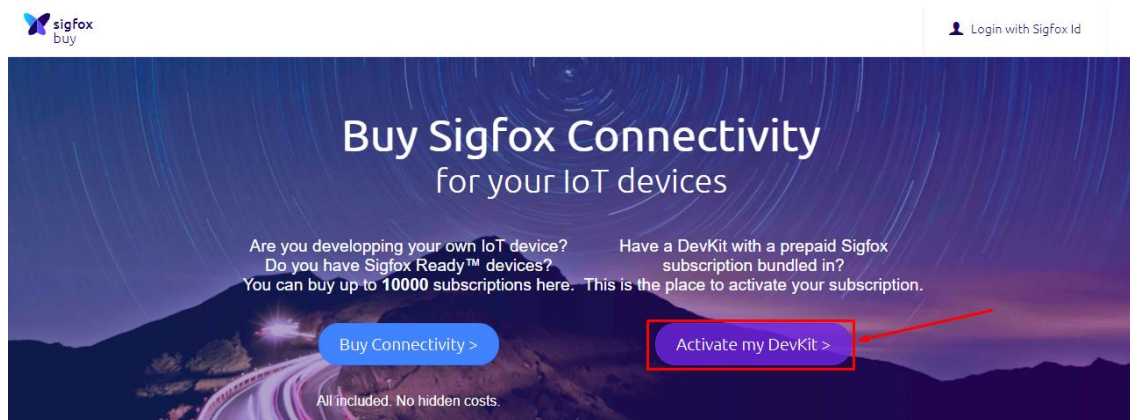 sigfox
buy
Login with Sigfox Id
Buy Sigfox Connectivity
for your IoT devices
Are you developping your own IoT device?
Do you have Sigfox Ready™ devices?
You can buy up to 10000 subscriptions here.
Have a DevKit with a prepaid Sigfox
subscription bundled in?
This is the place to activate your subscription.
Buy Connectivity >
Activate my DevKit >
All included. No hidden costs.